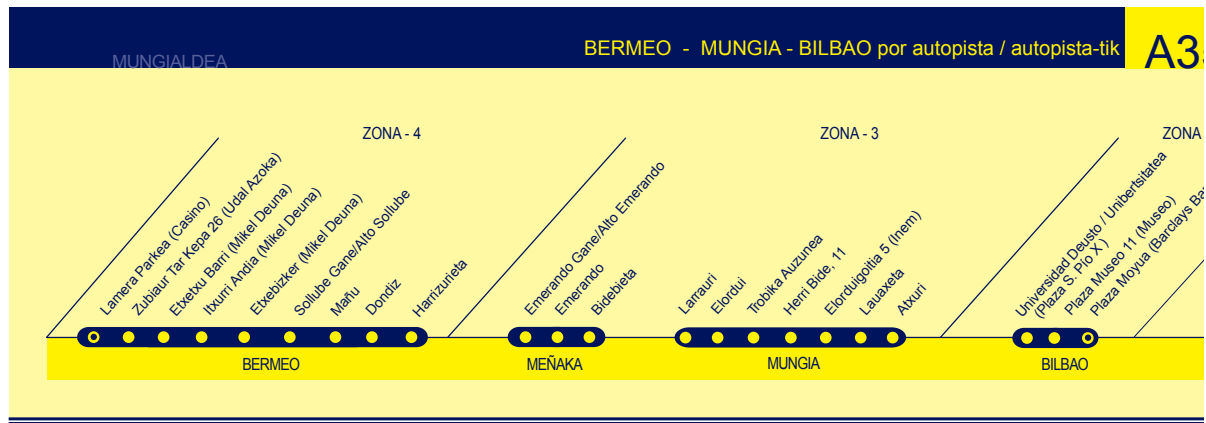 BERMEO - MUNGIA - BILBAO por autopista / autopista-tik
MUNGIALDEA
ZONA - 4
ZONA - 3
ZONA
Lamera Parkea (Casino)
Zubiaur Tar Kepa 26 (Udal Azoka)
Etxetxu Barri (Mikel Deuna)
Itxurri Andia (Mikel Deuna)
Etxebizker (Mikel Deuna)
Sollube Gane/Alto Sollube
Mañu
Dondiz
Harrizurieta
Emerando Gane/Alto Emerando
Emerando
Bidebieta
Larrauri
Elordui
Trobika Auzunea
Herri Bide, 11
Elorduigoitia 5 (Inem)
Lauaxeta
Atxuri
Universidad Deusto / Unibertsitatea
(Plaza S. Pío X )
Plaza Museo 11 (Museo)
Plaza Moyua (Barclays
BERMEO
MEÑAKA
MUNGIA
BILBAO